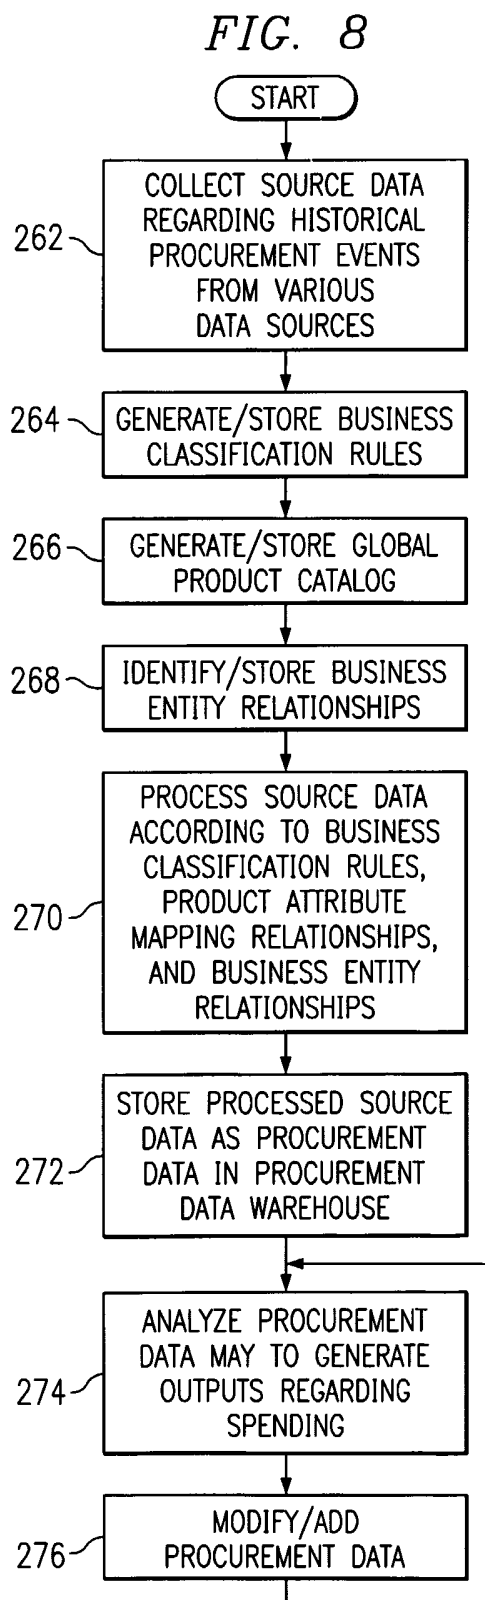 FIG. 8
START
COLLECT SOURCE DATA
REGARDING HISTORICAL
PROCUREMENT EVENTS
FROM VARIOUS
DATA SOURCES
262
GENERATE/STORE BUSINESS
CLASSIFICATION RULES
264
GENERATE/STORE GLOBAL
PRODUCT CATALOG
266
IDENTIFY/STORE BUSINESS
ENTITY RELATIONSHIPS
268
PROCESS SOURCE DATA
ACCORDING TO BUSINESS
CLASSIFICATION RULES,
PRODUCT ATTRIBUTE
MAPPING RELATIONSHIPS,
AND BUSINESS ENTITY
RELATIONSHIPS
270
STORE PROCESSED SOURCE
DATA AS PROCUREMENT
DATA IN PROCUREMENT
DATA WAREHOUSE
272
ANALYZE PROCUREMENT
DATA MAY TO GENERATE
OUTPUTS REGARDING
SPENDING
274
MODIFY/ADD
PROCUREMENT DATA
276